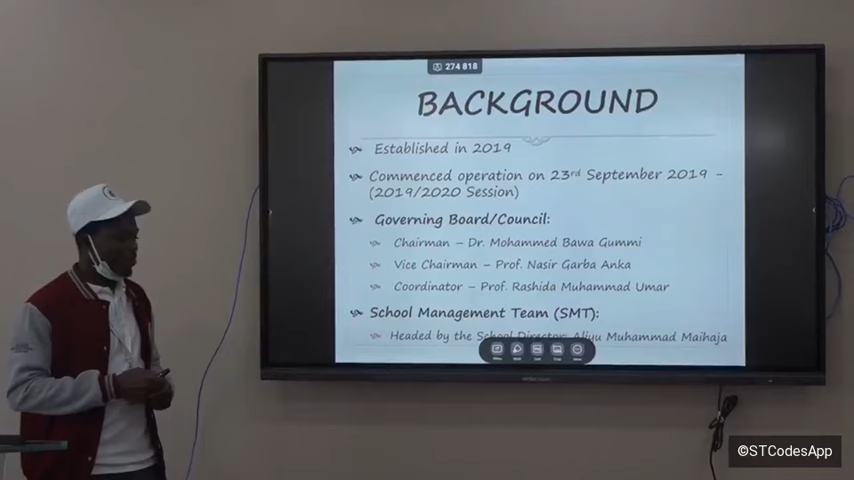 274 818
BACKGROUND
Established in 2019
Commenced operation on 23rd September 2019 -
(2019/2020 Session)
Governing Board/Council:
Chairman – Dr. Mohammed Bawa Gummi
Vice Chairman – Prof. Nasir Garba Anka
Coordinator – Prof. Rashida Muhammad Umar
School Management Team (SMT):
Headed by the School Director: Aliyu Muhammad Maihaja
©STCodesApp